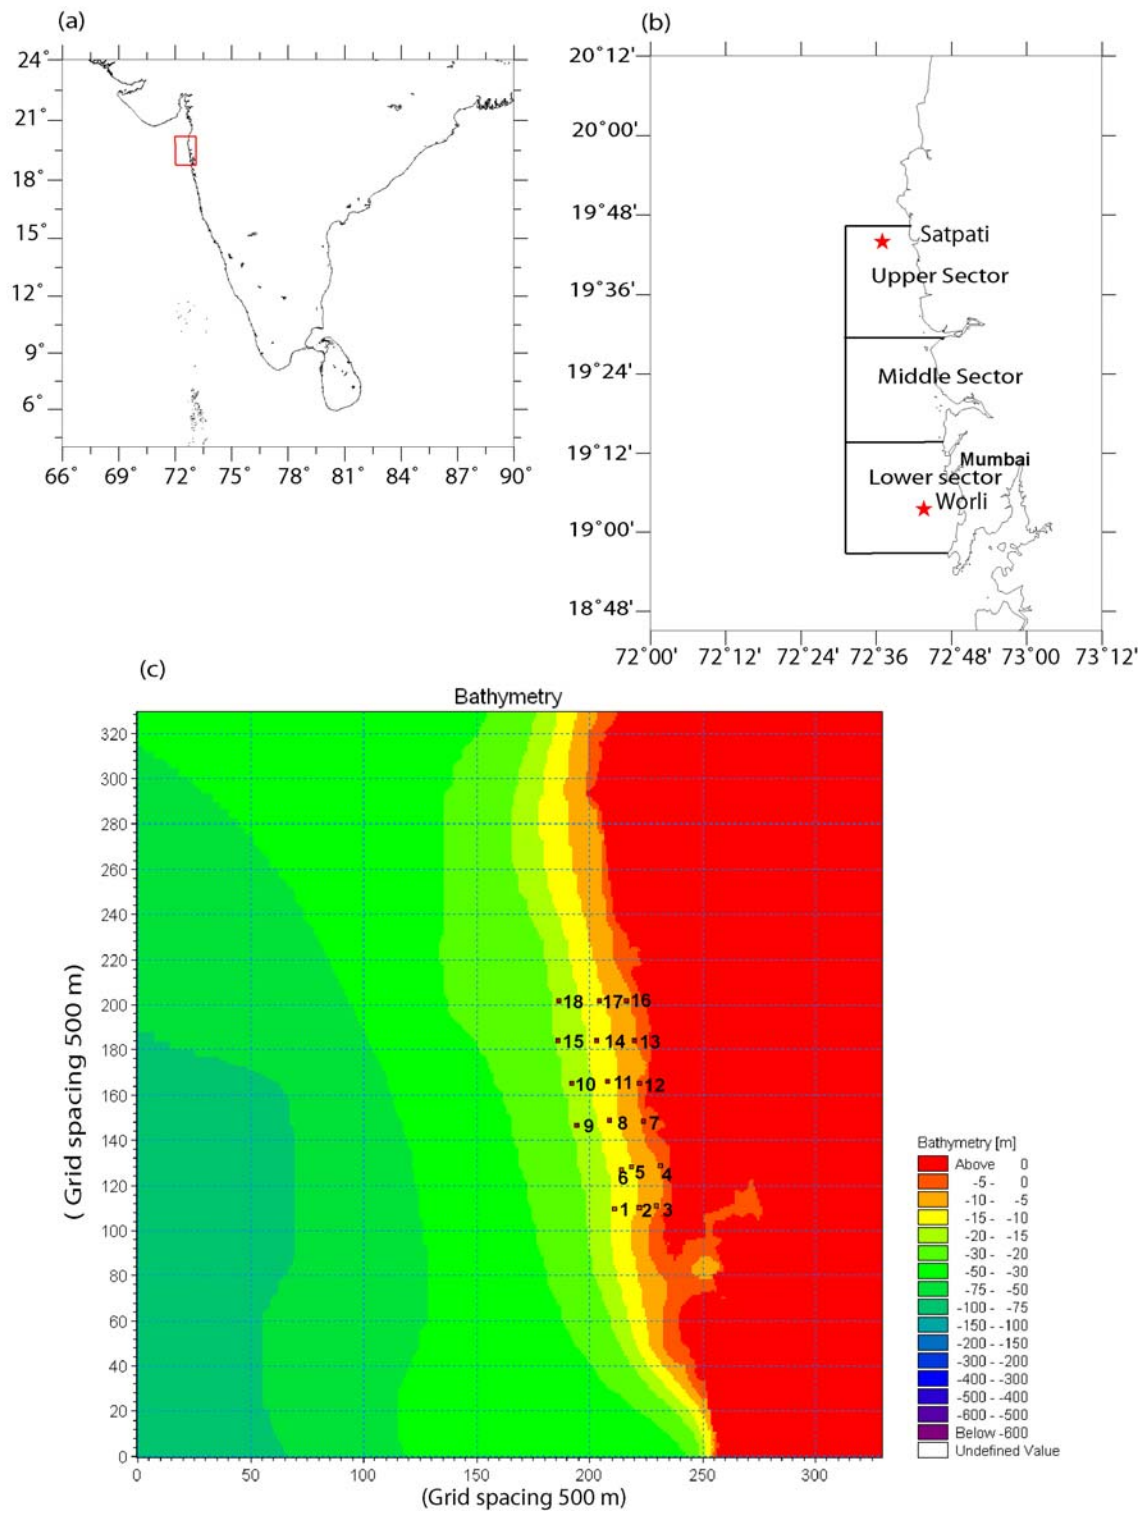 (a)
24°
21°
18°
15°
12°
9°
6°
66° 69° 72° 75° 78° 81° 84° 87° 90°
(b)
20°12'
20°00'
19°48'
19°36'
19°24'
19°12'
19°00'
18°48'
72°00' 72°12' 72°24' 72°36' 72°48' 73°00' 73°12'
Satpati
Upper Sector
Middle Sector
Mumbai
Lower sector
Worli
(c)
Bathymetry
( Grid spacing 500 m)
320
300
280
260
240
220
200
180
160
140
120
100
80
60
40
20
0
18 17 16
15 14 13
10 11 12
9 8 7
6 5 4
1 2 3
0 50 100 150 200 250 300
(Grid spacing 500 m)
Bathymetry [m]
Above 0
-5 - 0
-10 - -5
-15 - -10
-20 - -15
-30 - -20
-50 - -30
-75 - -50
-100 - -75
-150 - -100
-200 - -150
-300 - -200
-400 - -300
-500 - -400
-600 - -500
Below -600
Undefined Value